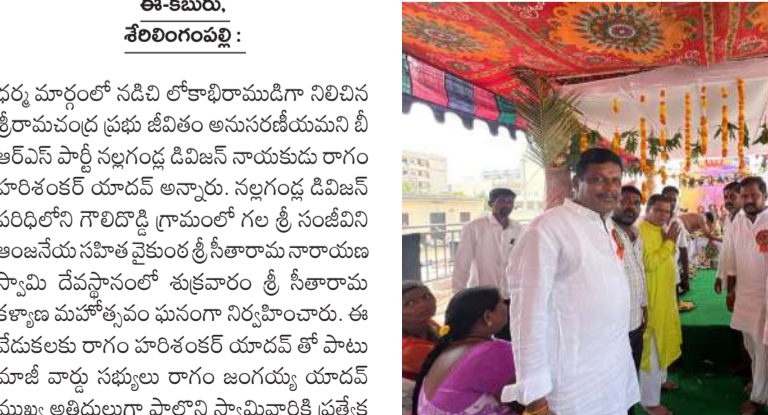 ఈ-కబురు,
శేరిలింగంపల్లి :
ధర్మ మార్గంలో నడిచి లోకాభిరాముడిగా నిలిచిన
శ్రీరామచంద్ర ప్రభు జీవితం అనుసరణీయమని బీ
ఆర్ఎస్ పార్టీ నల్లగండ్ల డివిజన్ నాయకుడు రాగం
హరిశంకర్ యాదవ్ అన్నారు. నల్లగండ్ల డివిజన్
పరిధిలోని గౌలిదొడ్డి గ్రామంలో గల శ్రీ సంజీవిని
ఆంజనేయ సహిత వైకుంఠ శ్రీ సీతారామ నారాయణ
స్వామి దేవస్థానంలో శుక్రవారం శ్రీ సీతారామ
కళ్యాణ మహోత్సవం ఘనంగా నిర్వహించారు. ఈ
వేడుకలకు రాగం హరిశంకర్ యాదవ్ తో పాటు
మాజీ వార్డు సభ్యులు రాగం జంగయ్య యాదవ్
ముఖ్య అతిధులుగా పాల్గొని స్వామివారికి ప్రత్యేక